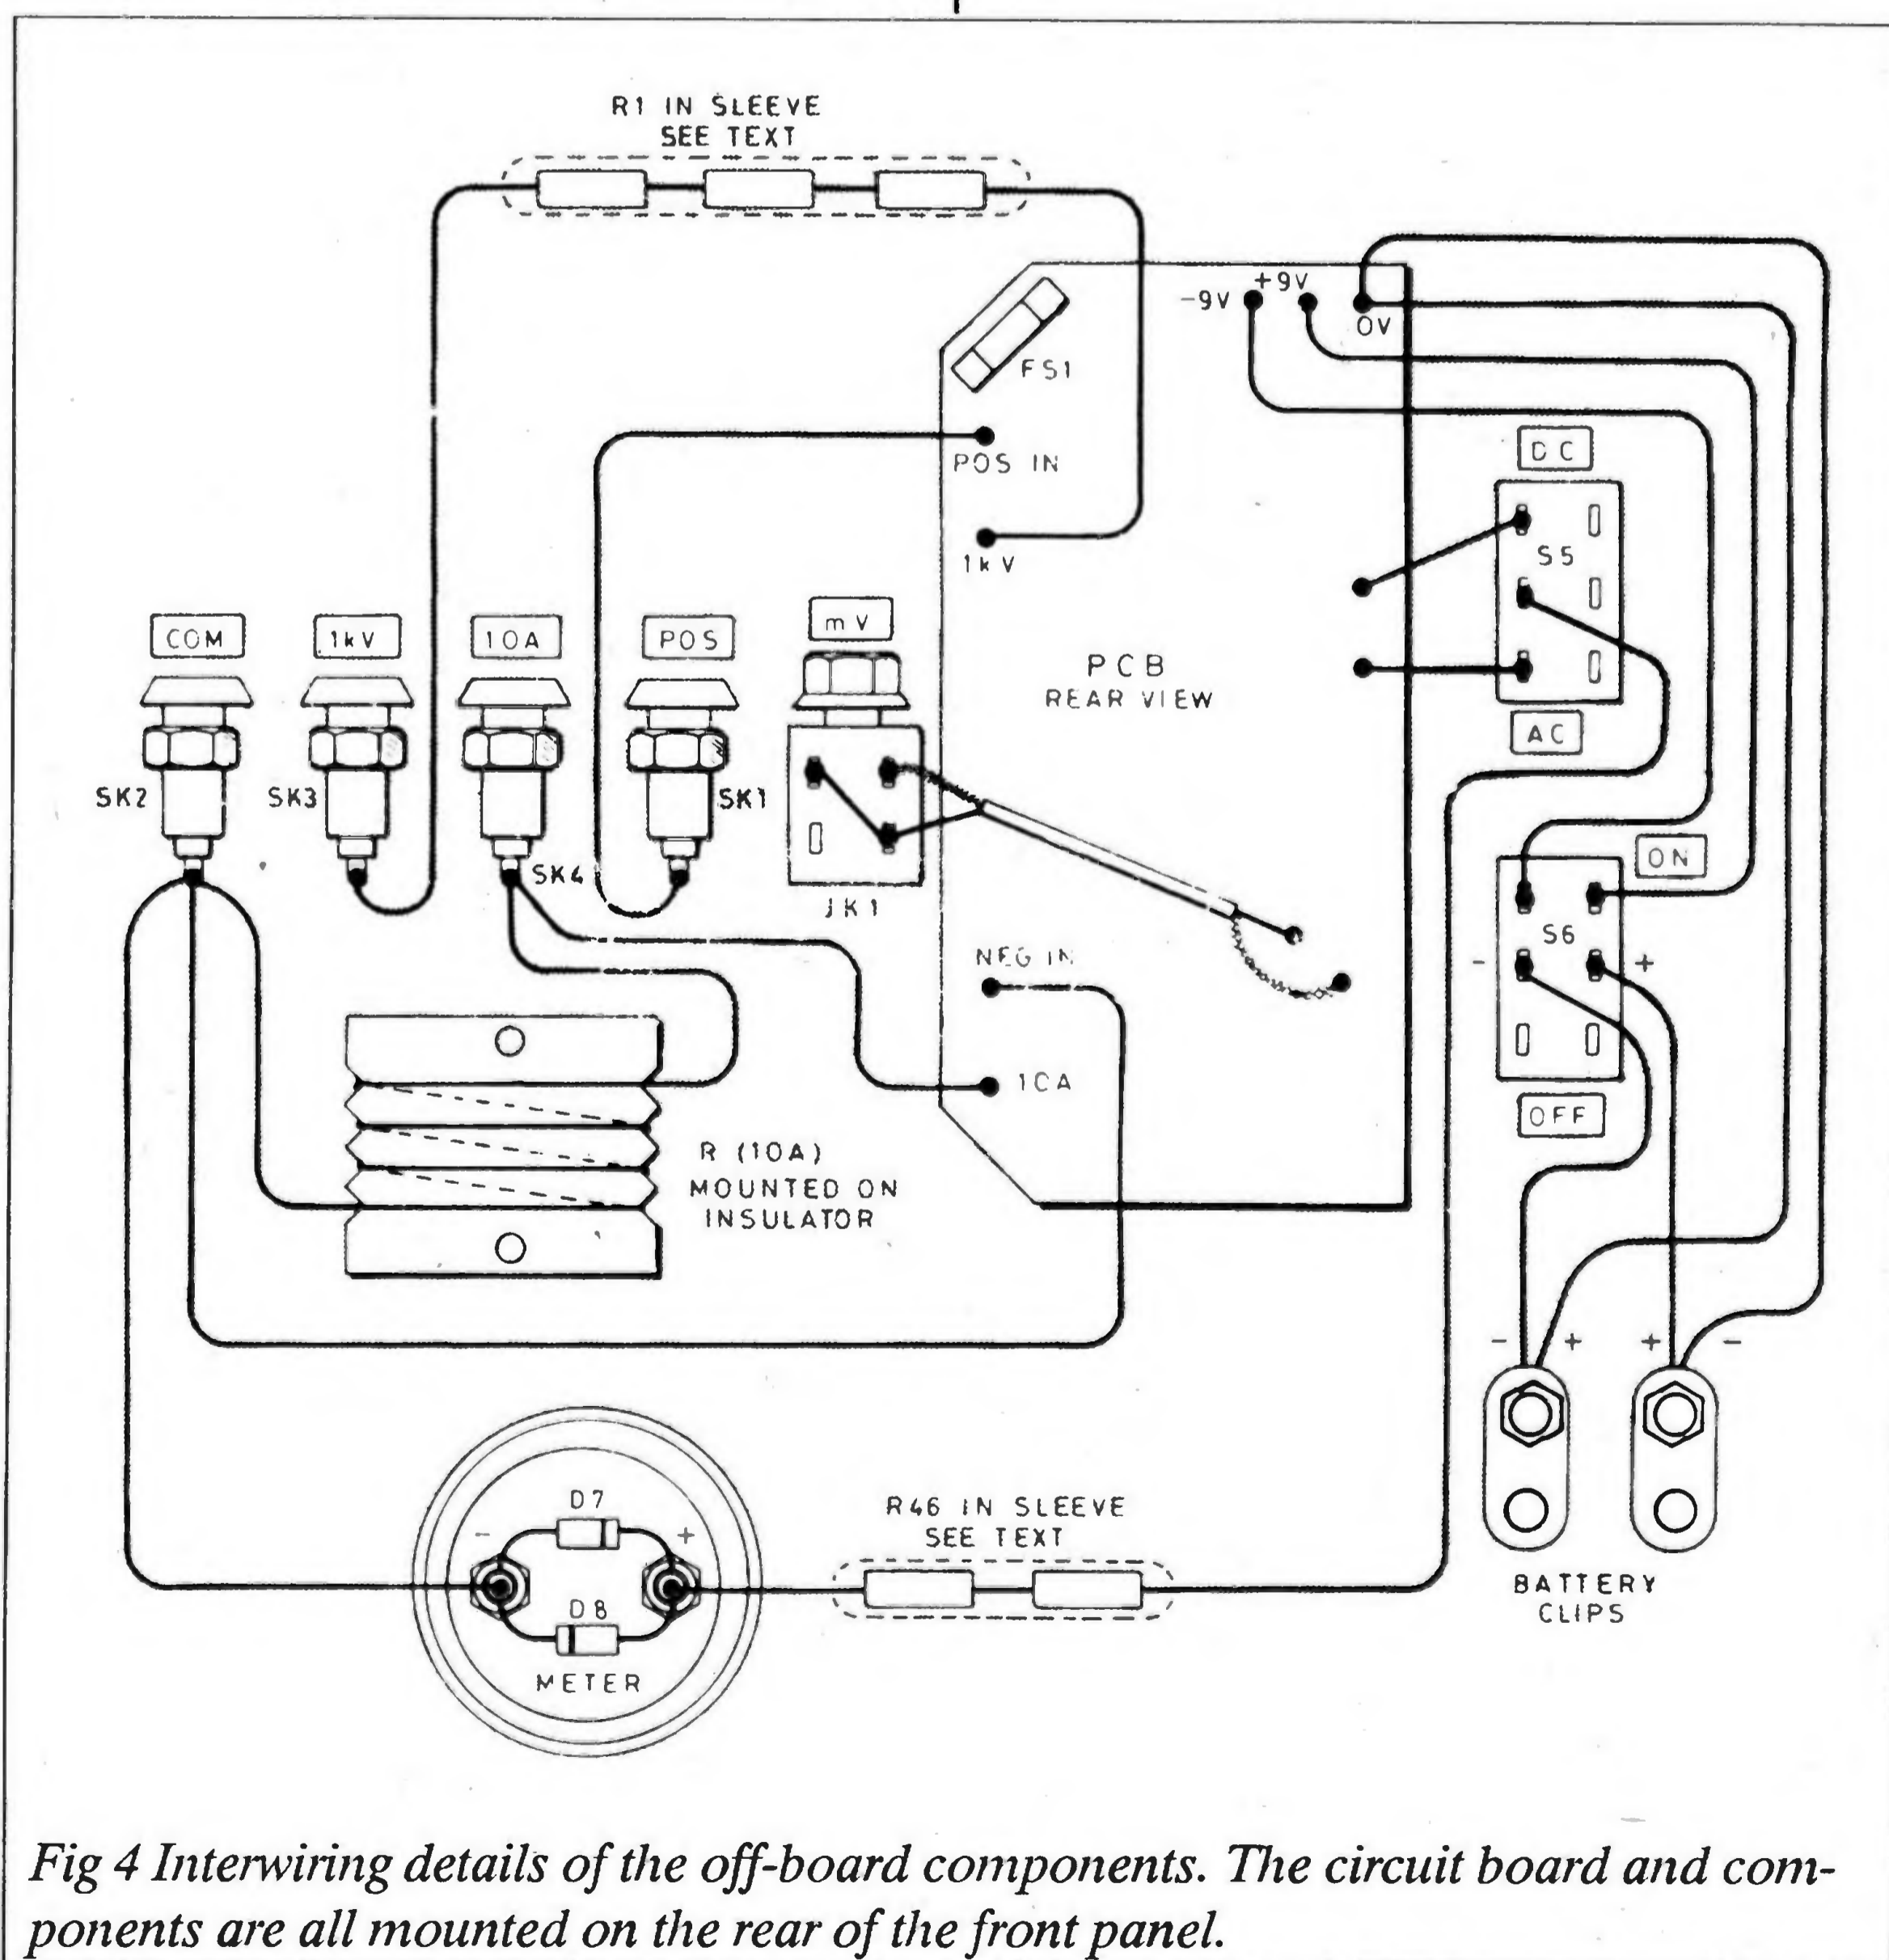 R1 IN SLEEVE
SEE TEXT
-9V
+9V
0V
FS1
POS IN
1kV
DC
S5
AC
COM
1kV
10A
POS
mV
PCB
REAR VIEW
SK2
SK3
SK4
SK1
JK1
ON
S6
-
+
OFF
NEG IN
10A
R (10A)
MOUNTED ON
INSULATOR
- + + -
D7
- +
D8
METER
R46 IN SLEEVE
SEE TEXT
BATTERY
CLIPS
Fig 4 Interwiring details of the off-board components. The circuit board and com-
ponents are all mounted on the rear of the front panel.